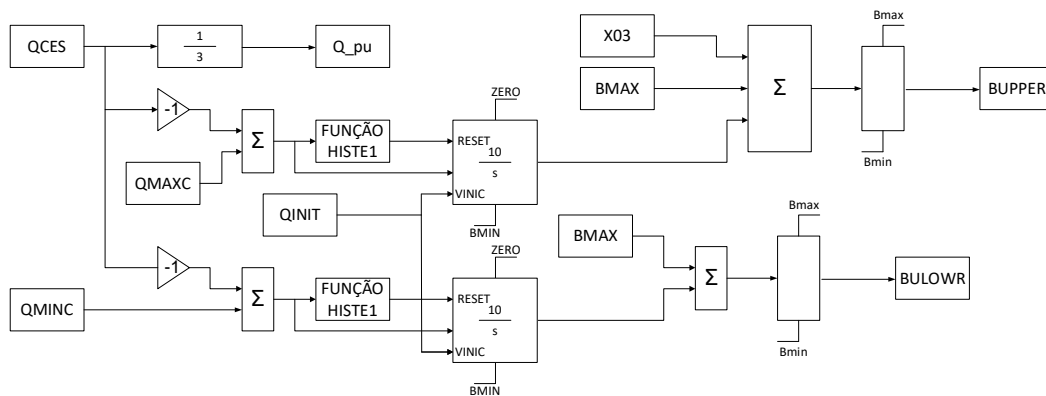 Bmax
QCES
1
3
Q_pu
X03
ZERO
BMAX
Σ
BUPPER
-1
Σ
FUNÇÃO
HISTE1
RESET
10
s
VINIC
Bmin
QMAXC
QINIT
BMIN
Bmax
BMAX
ZERO
-1
Σ
FUNÇÃO
HISTE1
RESET
10
s
VINIC
Σ
BULOWR
QMINC
Bmin
BMIN